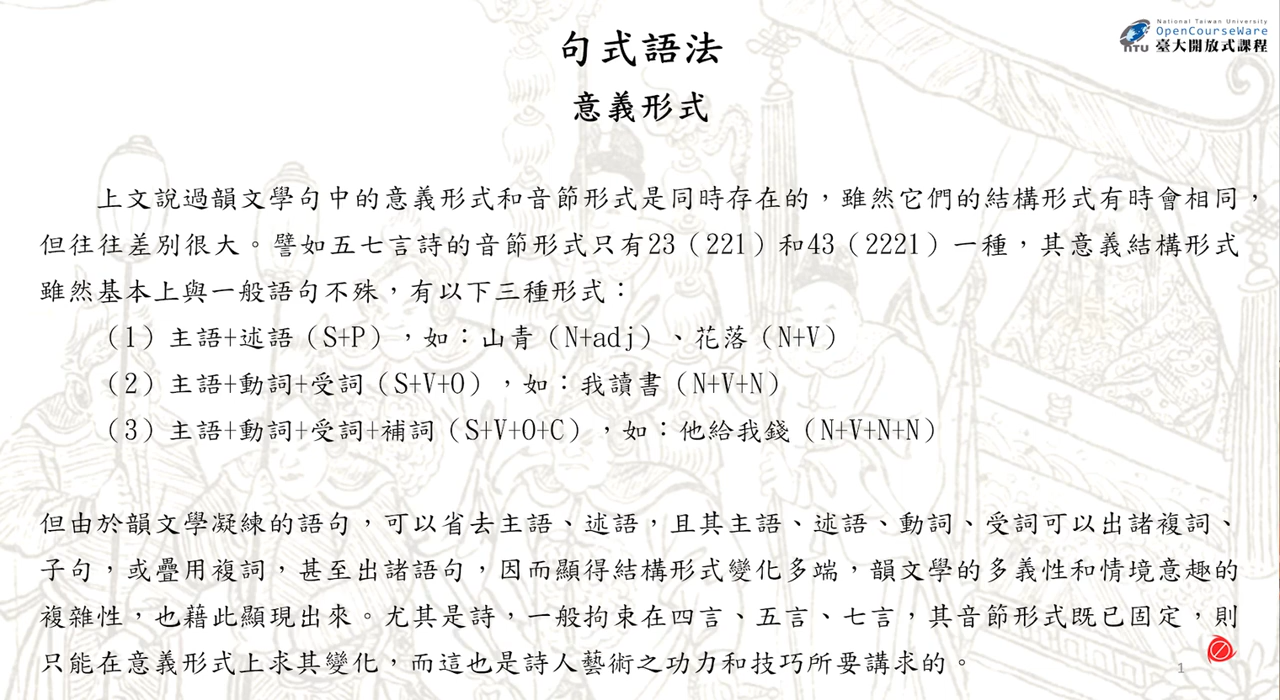 National Taiwan University
OpenCourseWare
NTU 臺大開放式課程
句式語法
意義形式
上文說過韻文學句中的意義形式和音節形式是同時存在的，雖然它們的結構形式有時會相同，
但往往差別很大。譬如五七言詩的音節形式只有23（221）和43（2221）一種，其意義結構形式
雖然基本上與一般語句不殊，有以下三種形式：
（1）主語+述語（S+P），如：山青（N+adj）、花落（N+V）
（2）主語+動詞+受詞（S+V+O），如：我讀書（N+V+N）
（3）主語+動詞+受詞+補詞（S+V+O+C），如：他給我錢（N+V+N+N）
但由於韻文學凝練的語句，可以省去主語、述語，且其主語、述語、動詞、受詞可以出諸複詞、
子句，或疊用複詞，甚至出諸語句，因而顯得結構形式變化多端，韻文學的多義性和情境意趣的
複雜性，也藉此顯現出來。尤其是詩，一般拘束在四言、五言、七言，其音節形式既已固定，則
只能在意義形式上求其變化，而這也是詩人藝術之功力和技巧所要講求的。
1